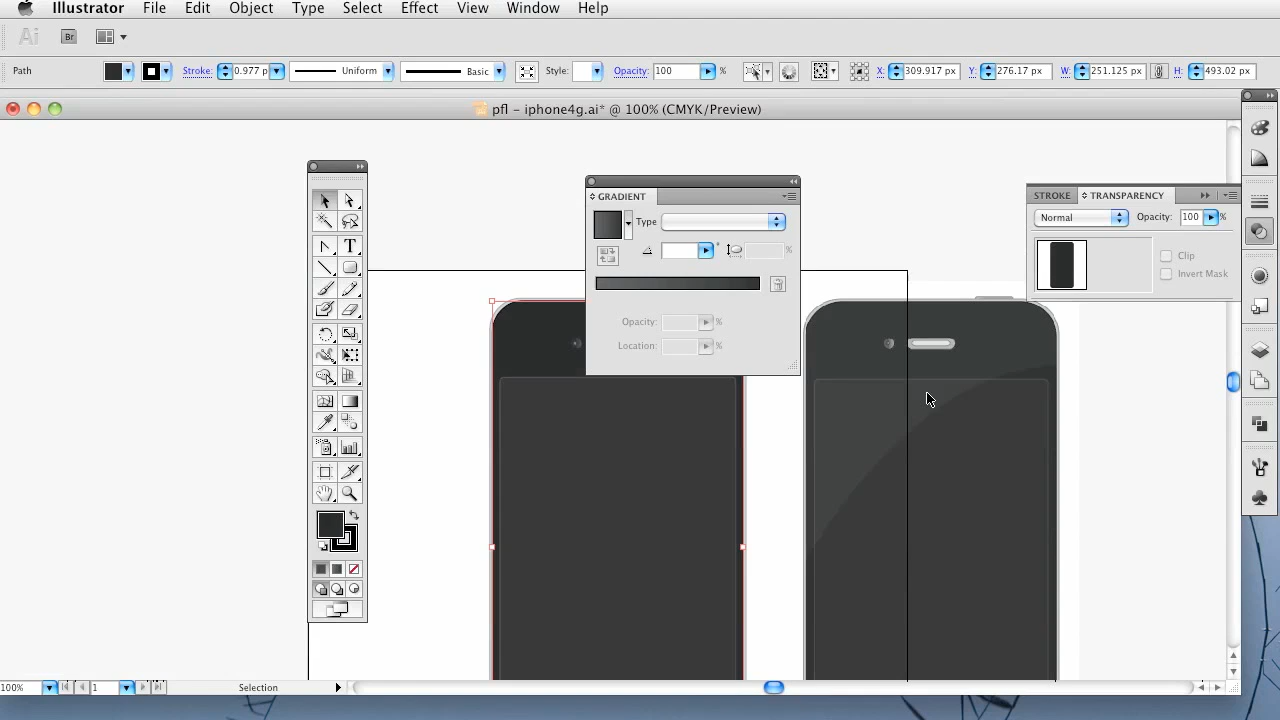 Illustrator File Edit Object Type Select Effect View Window Help
Ai Br
Path Stroke: 0.977 p Uniform Basic Style: Opacity: 100 % X: 309.917 px Y: 276.17 px W: 251.125 px H: 493.02 px
pfl - iphone4g.ai* @ 100% (CMYK/Preview)
GRADIENT
Type
°
%
Opacity: %
Location: %
STROKE TRANSPARENCY
Normal Opacity: 100 %
Clip
Invert Mask
T
100% 1 Selection